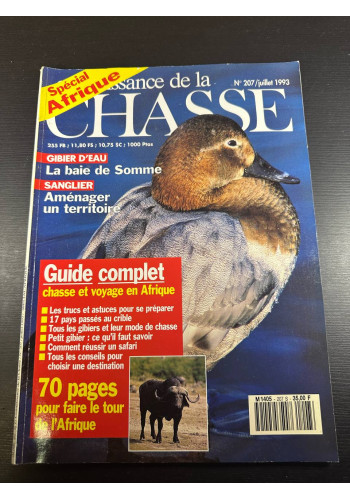 Spécial
Afrique
ssance de la
N° 207/juillet 1993
CHASSE
255 FB ; 11,80 FS ; 10,75 $C ; 1000 Ptas
GIBIER D'EAU
La baie de Somme
SANGLIER
Aménager
un territoire
Guide complet
chasse et voyage en Afrique
■ Les trucs et astuces pour se préparer
■ 17 pays passés au crible
■ Tous les gibiers et leur mode de chasse
■ Petit gibier : ce qu'il faut savoir
■ Comment réussir un safari
■ Tous les conseils pour
choisir une destination
70 pages
pour faire le tour
de l'Afrique
M 1405 - 207 - 35,00 F